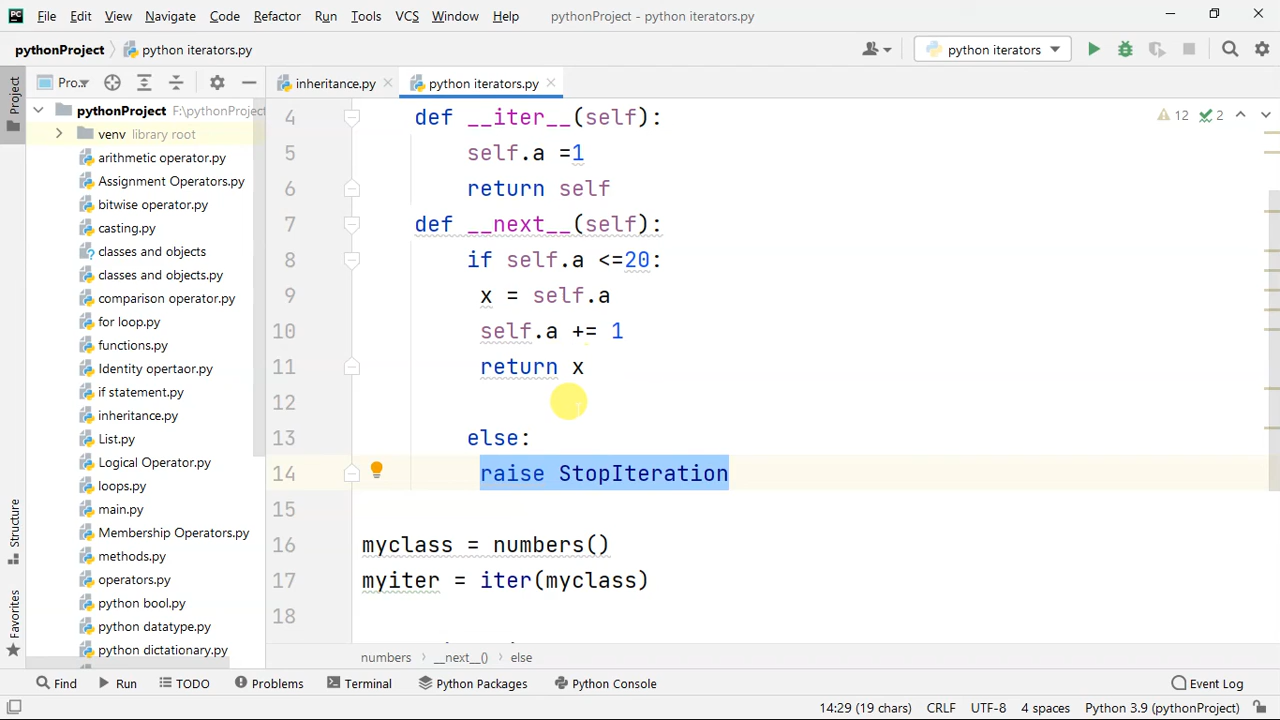 PC File Edit View Navigate Code Refactor Run Tools VCS Window Help pythonProject - python iterators.py
pythonProject python iterators.py python iterators
Project Pro... inheritance.py python iterators.py
pythonProject F:\pythonProject
venv library root
arithmetic operator.py
Assignment Operators.py
bitwise operator.py
casting.py
classes and objects
classes and objects.py
comparison operator.py
for loop.py
functions.py
Identity opertaor.py
if statement.py
inheritance.py
List.py
Logical Operator.py
loops.py
main.py
Membership Operators.py
methods.py
operators.py
python bool.py
python datatype.py
python dictionary.py
Structure
Favorites
12 2
4 def __iter__(self):
5 self.a =1
6 return self
7 def __next__(self):
8 if self.a <=20:
9 x = self.a
10 self.a += 1
11 return x
12
13 else:
14 raise StopIteration
15
16 myclass = numbers()
17 myiter = iter(myclass)
18
numbers __next__() else
Find Run TODO Problems Terminal Python Packages Python Console Event Log
14:29 (19 chars) CRLF UTF-8 4 spaces Python 3.9 (pythonProject)